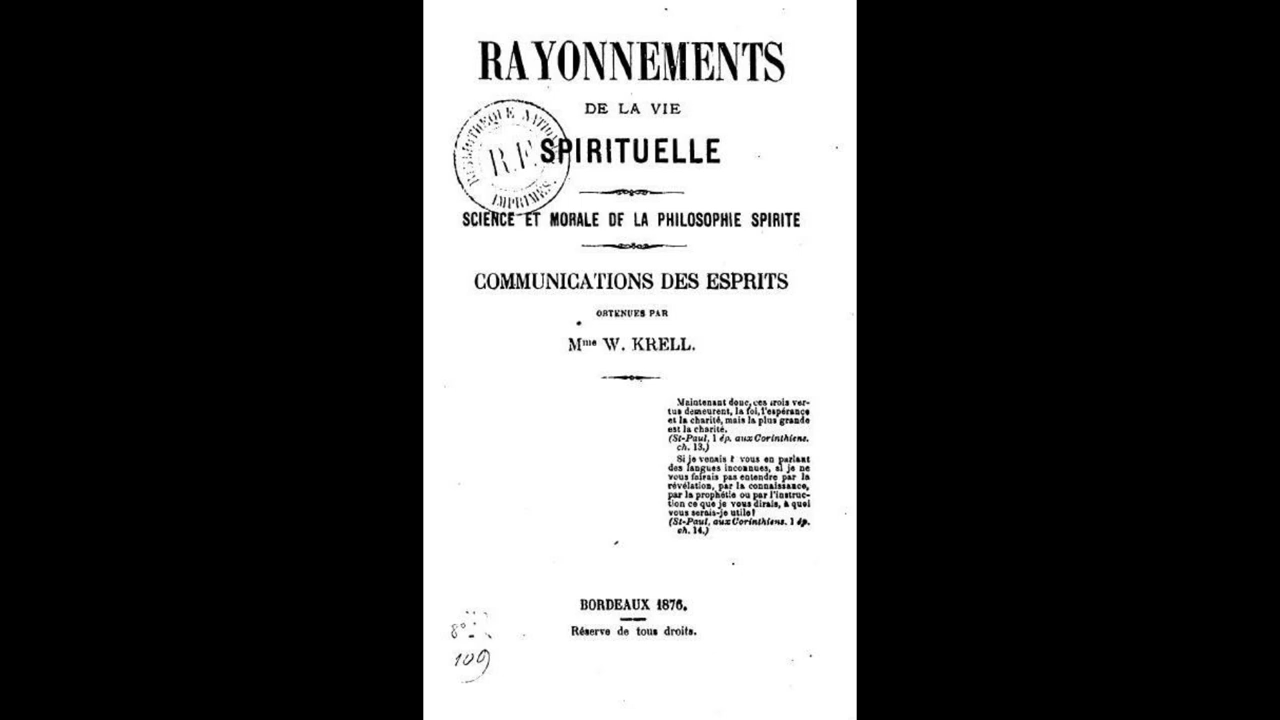 RAYONNEMENTS
DE LA VIE
SPIRITUELLE
BIBLIOTHEQUE NATION
R.F.
IMPRIMÉS.
SCIENCE ET MORALE DE LA PHILOSOPHIE SPIRITE
COMMUNICATIONS DES ESPRITS
OBTENUES PAR
Mme W. KRELL.
Maintenant donc, ces trois ver-
tus demeurent, la foi, l'espérance
et la charité, mais la plus grande
est la charité.
(St-Paul, 1 ép. aux Corinthiens.
ch. 13.)
Si je venais à vous en parlant
des langues inconnues, si je ne
vous faisais pas entendre par la
révélation, par la connaissance,
par la prophétie ou par l'instruc-
tion ce que je vous dirais, à quoi
vous serais-je utile!
(St-Paul, aux Corinthiens. 1 ép.
ch. 14.)
BORDEAUX 1876.
Réserve de tous droits.
8°
109